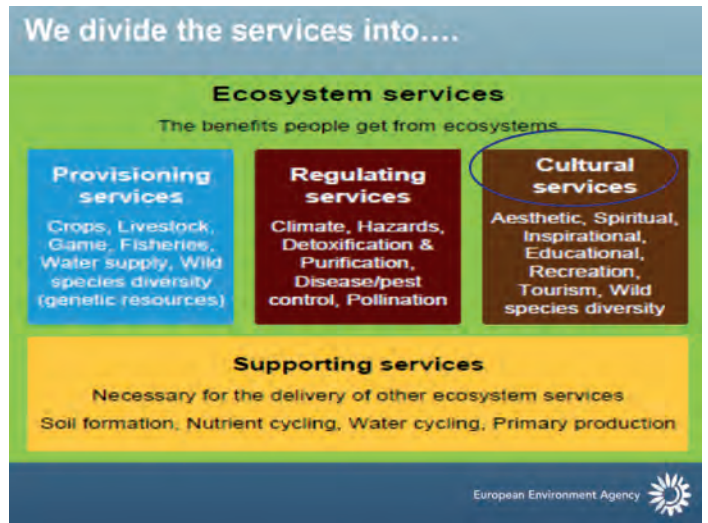 We divide the services into....
Ecosystem services
The benefits people get from ecosystems
Provisioning
services
Crops, Livestock,
Game, Fisheries,
Water supply, Wild
species diversity
(genetic resources)
Regulating
services
Climate, Hazards,
Detoxification &
Purification,
Disease/pest
control, Pollination
Cultural
services
Aesthetic, Spiritual,
Inspirational,
Educational,
Recreation,
Tourism, Wild
species diversity
Supporting services
Necessary for the delivery of other ecosystem services
Soil formation, Nutrient cycling, Water cycling, Primary production
European Environment Agency